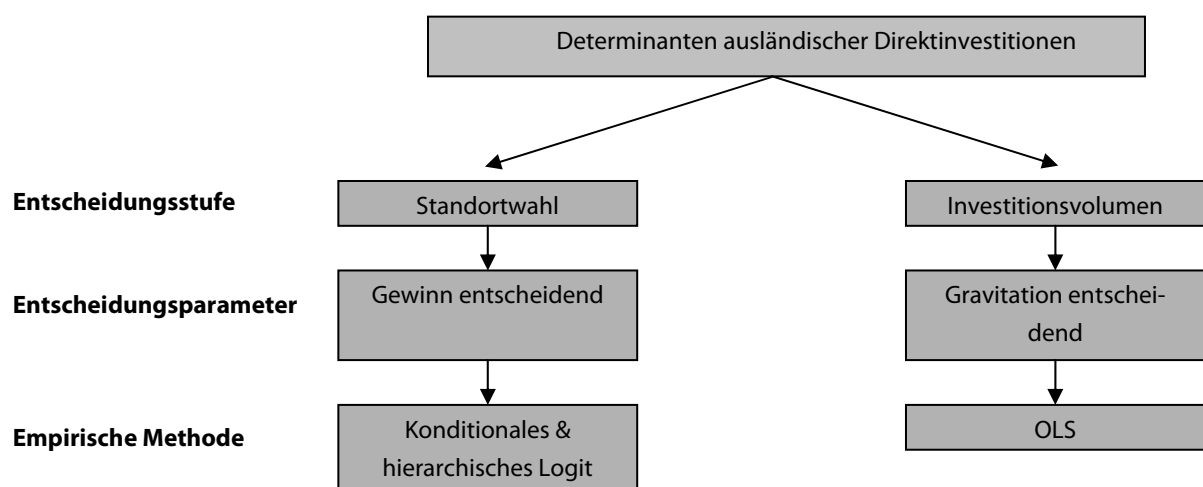 Determinanten ausländischer Direktinvestitionen
Entscheidungsstufe
Standortwahl
Investitionsvolumen
Entscheidungsparameter
Gewinn entscheidend
Gravitation entschei-
dend
Empirische Methode
Konditionales &
hierarchisches Logit
OLS